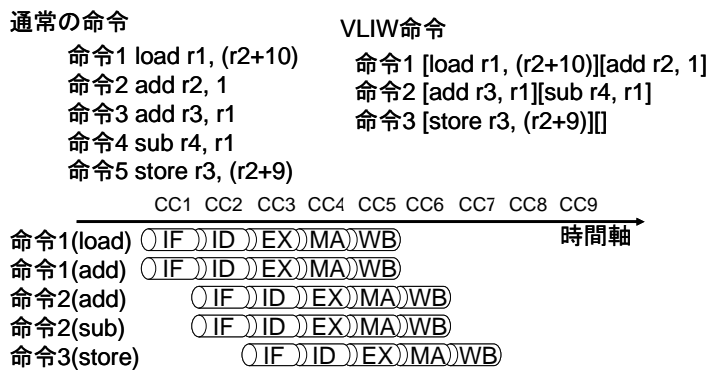 通常の命令
命令1 load r1, (r2+10)
命令2 add r2, 1
命令3 add r3, r1
命令4 sub r4, r1
命令5 store r3, (r2+9)
VLIW命令
命令1 [load r1, (r2+10)][add r2, 1]
命令2 [add r3, r1][sub r4, r1]
命令3 [store r3, (r2+9)][]
CC1 CC2 CC3 CC4 CC5 CC6 CC7 CC8 CC9
時間軸
命令1(load) IF ID EX MA WB
命令1(add) IF ID EX MA WB
命令2(add) IF ID EX MA WB
命令2(sub) IF ID EX MA WB
命令3(store) IF ID EX MA WB